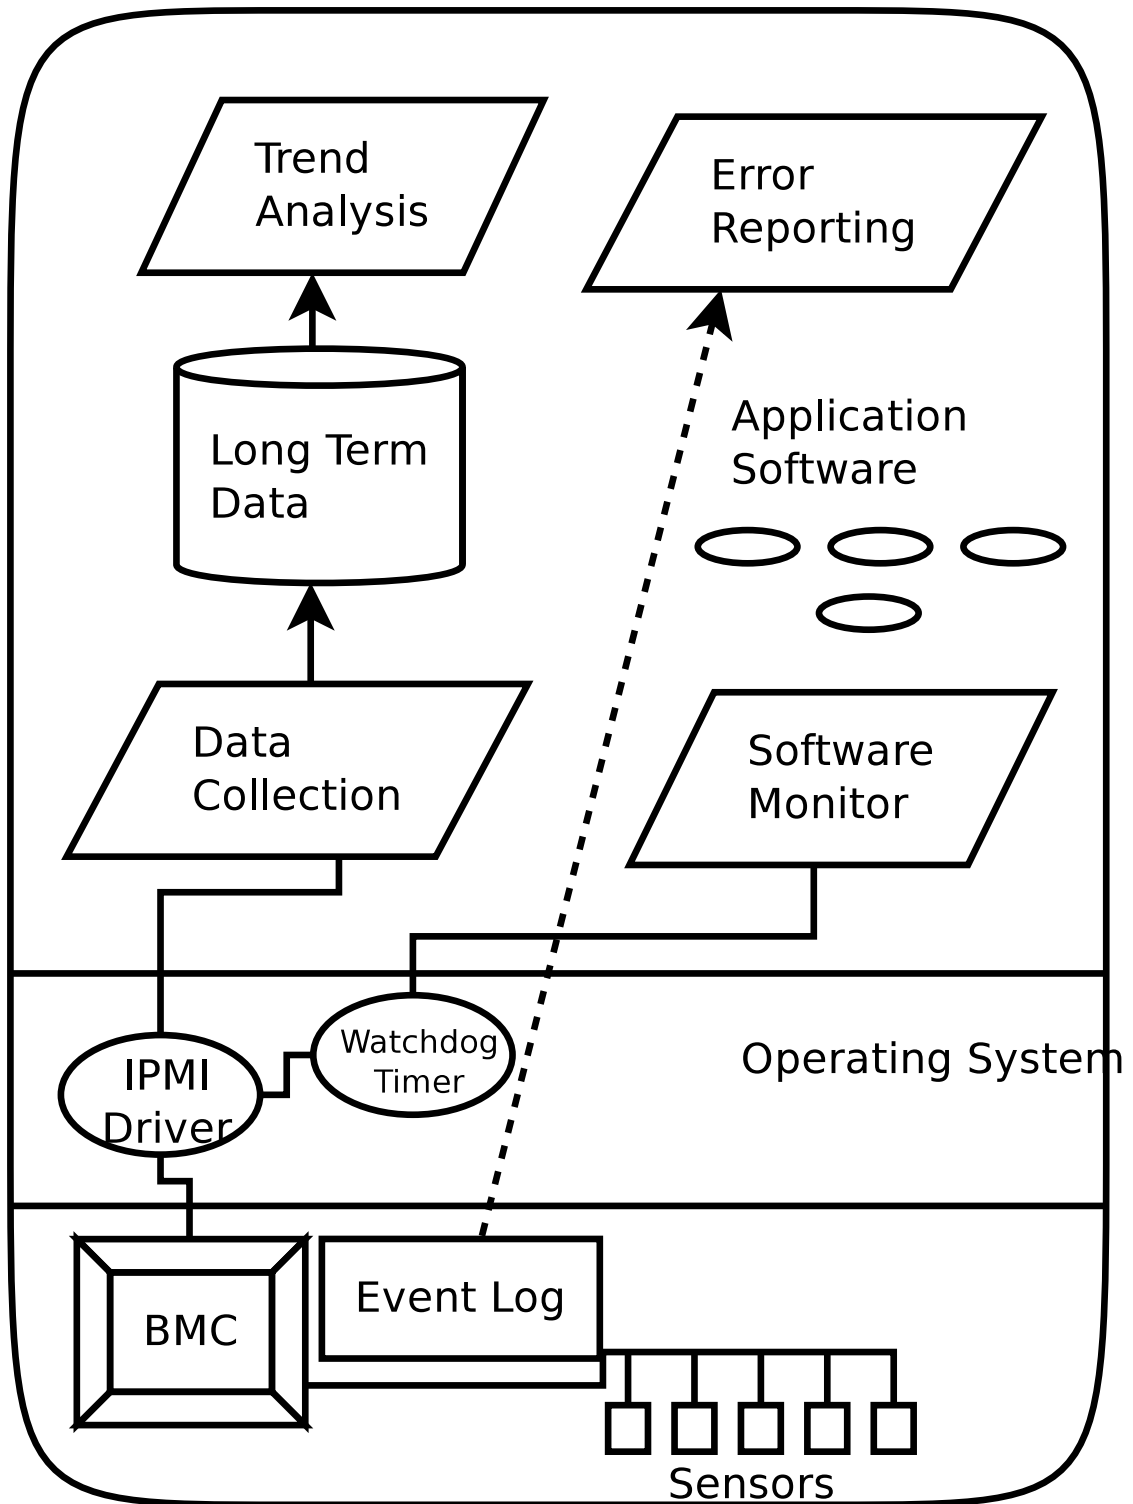 Trend
Analysis
Error
Reporting
Long Term
Data
Application
Software
Data
Collection
Software
Monitor
Watchdog
Timer
IPMI
Driver
Operating System
BMC
Event Log
Sensors